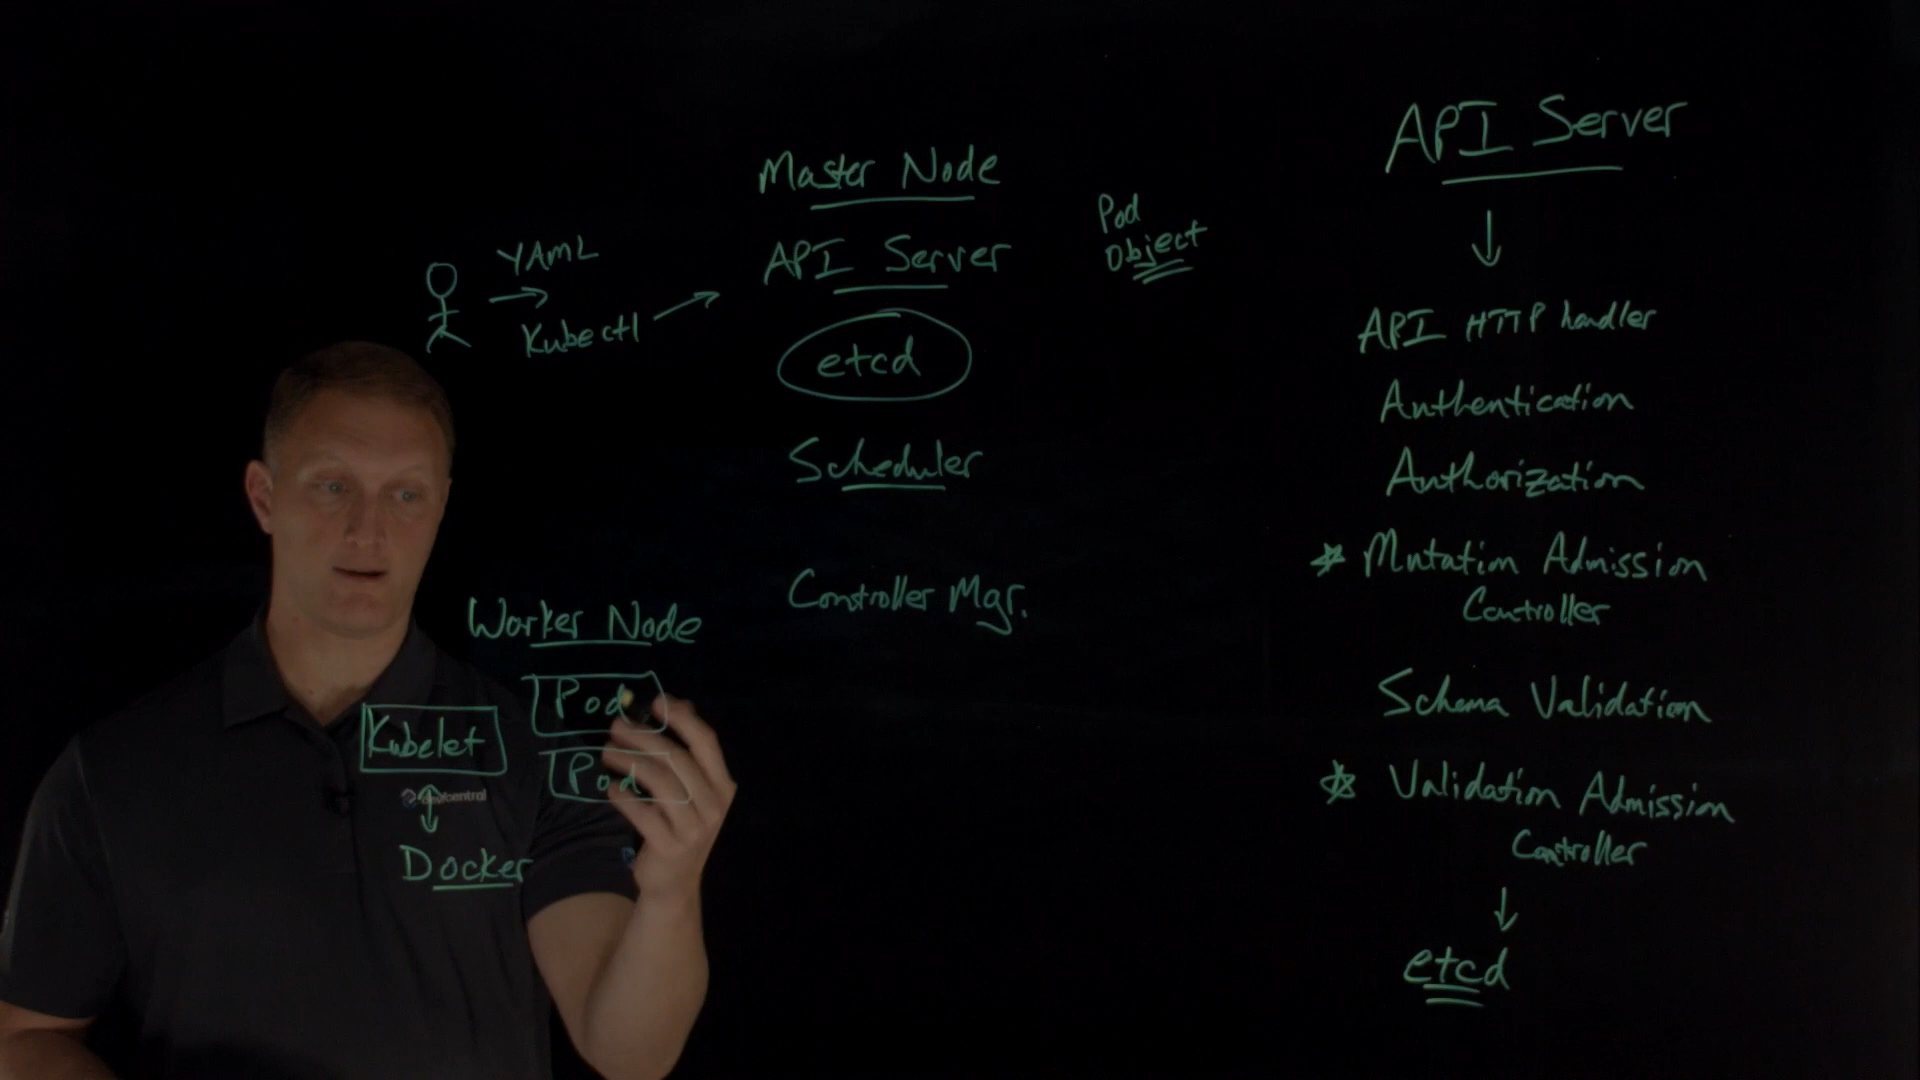 YAML
Kubectl
Master Node
API Server
etcd
Scheduler
Controller Mgr.
Pod
Object
Worker Node
Pod
Pod
Kubelet
Docker
API Server
API HTTP handler
Authentication
Authorization
Mutation Admission
Controller
Schema Validation
Validation Admission
Controller
etcd